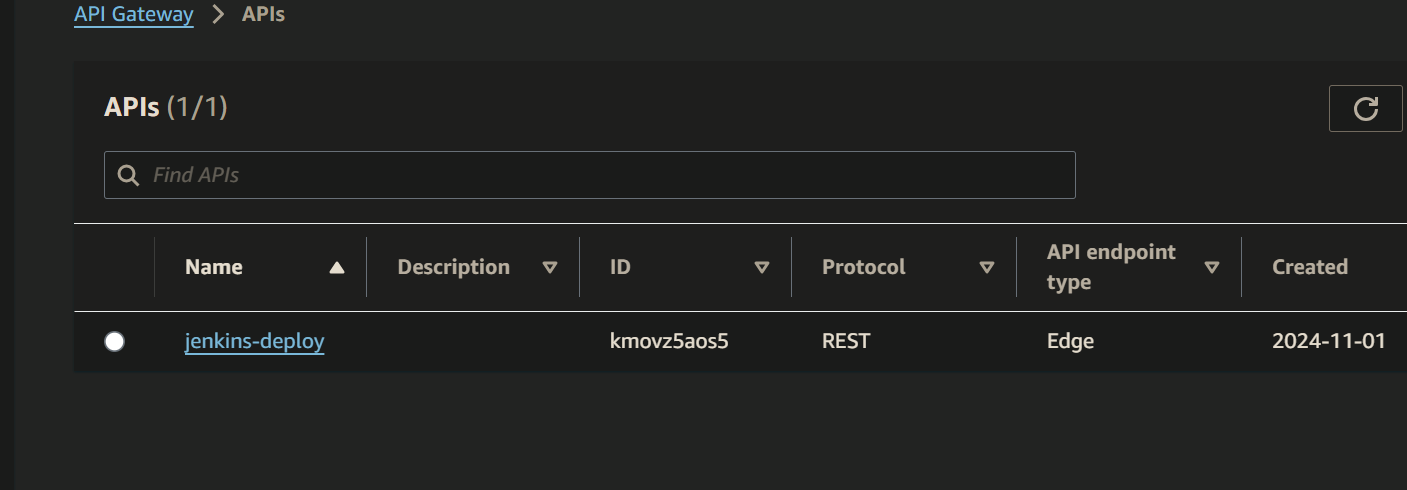 API Gateway > APIs
APIs (1/1)
Find APIs
Name Description ID Protocol API endpoint type Created
jenkins-deploy kmovz5aos5 REST Edge 2024-11-01